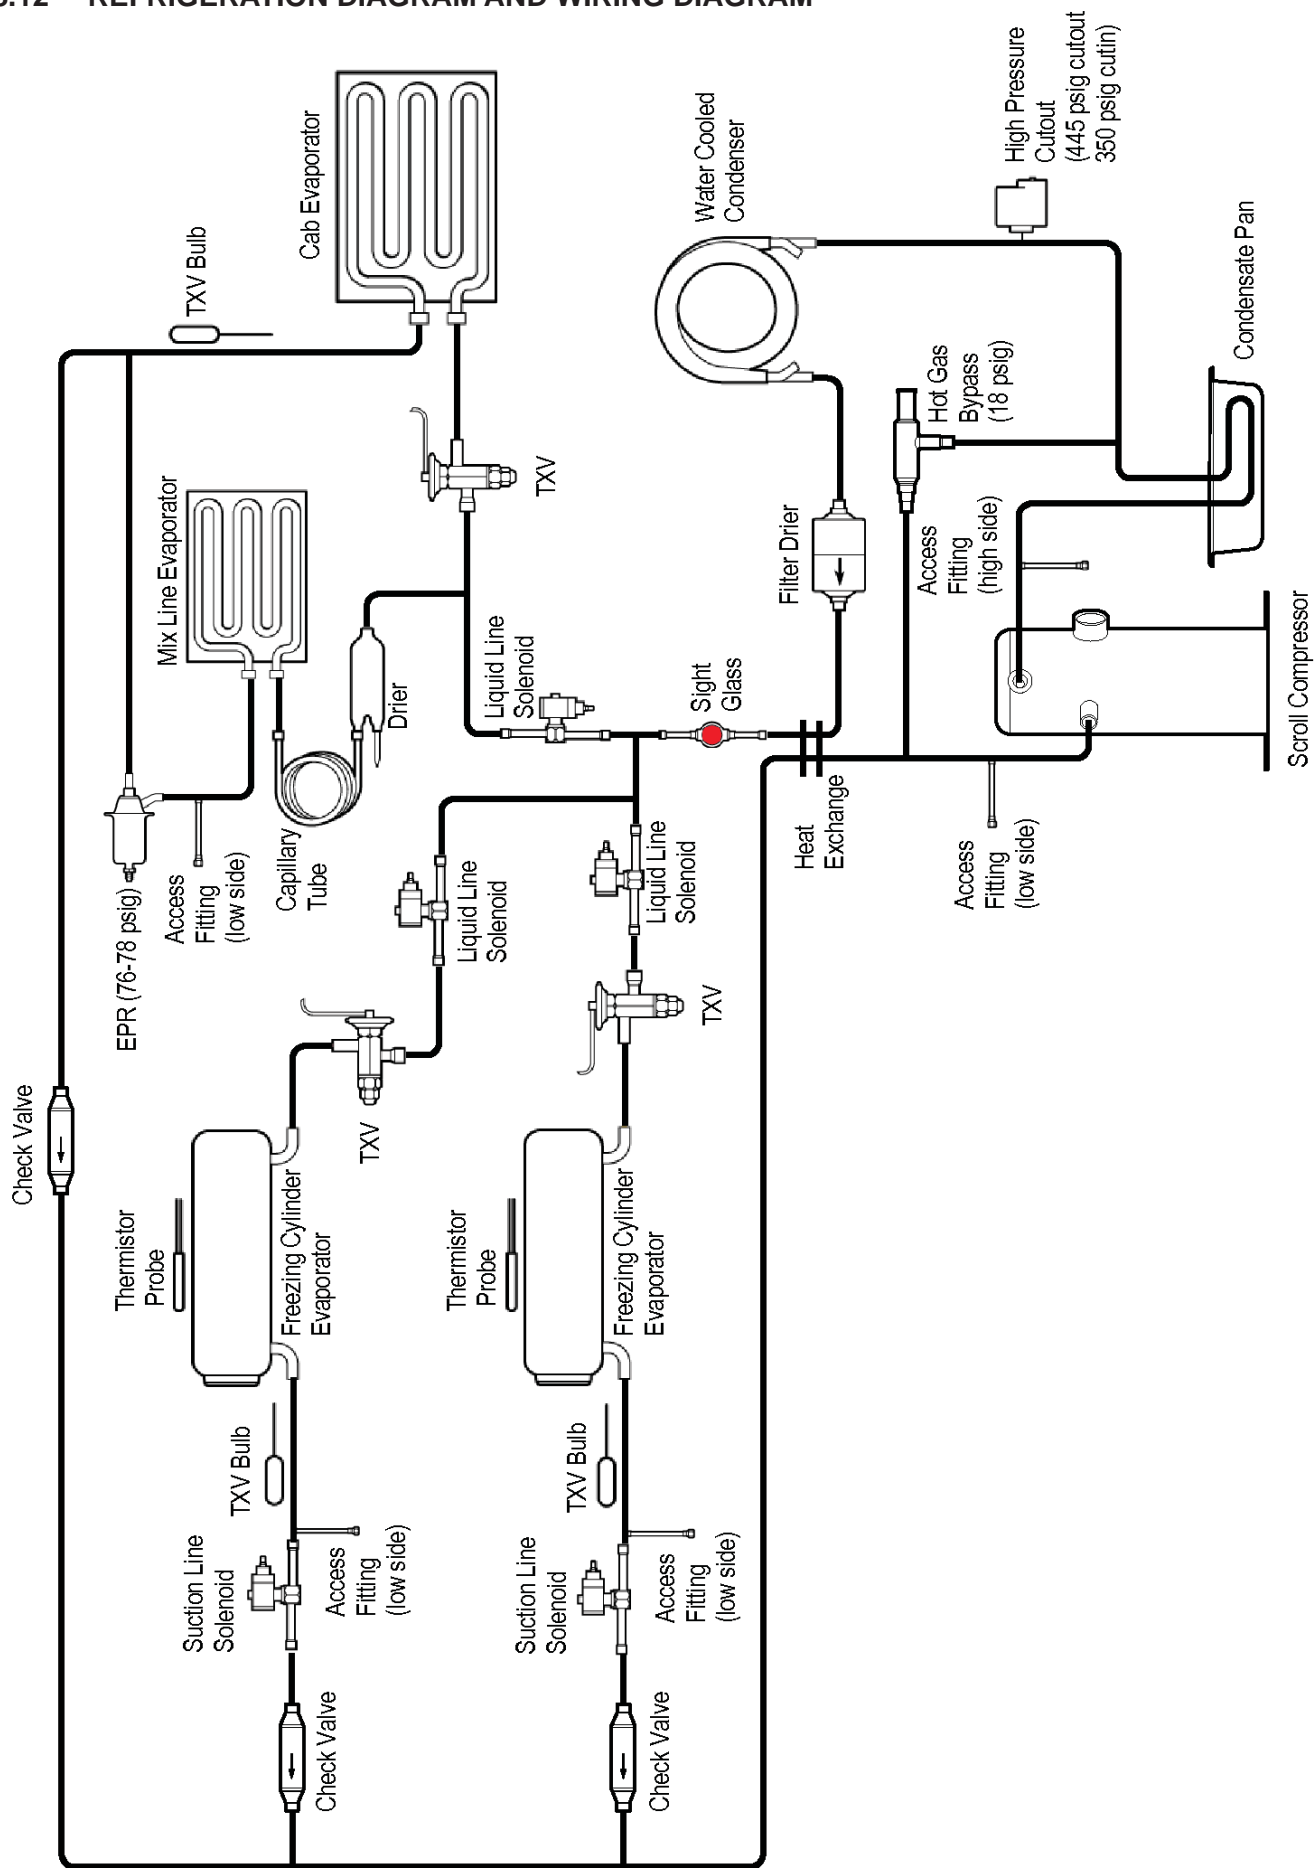 .12 REFRIGERATION DIAGRAM AND WIRING DIAGRAM
Check Valve
Cab Evaporator
TXV Bulb
Mix Line Evaporator
TXV
EPR (76-78 psig)
Access
Fitting
(low side)
Capillary
Tube
Drier
Liquid Line
Solenoid
Liquid Line
Solenoid
Liquid Line
Solenoid
Sight
Glass
Heat
Exchange
Filter Drier
Water Cooled
Condenser
High Pressure
Cutout
(445 psig cutout
350 psig cutin)
Hot Gas
Bypass
(18 psig)
Condensate Pan
Access
Fitting
(high side)
Scroll Compressor
Access
Fitting
(low side)
TXV
TXV
Thermistor
Probe
Freezing Cylinder
Evaporator
Thermistor
Probe
Freezing Cylinder
Evaporator
TXV Bulb
TXV Bulb
Suction Line
Solenoid
Access
Fitting
(low side)
Suction Line
Solenoid
Access
Fitting
(low side)
Check Valve
Check Valve